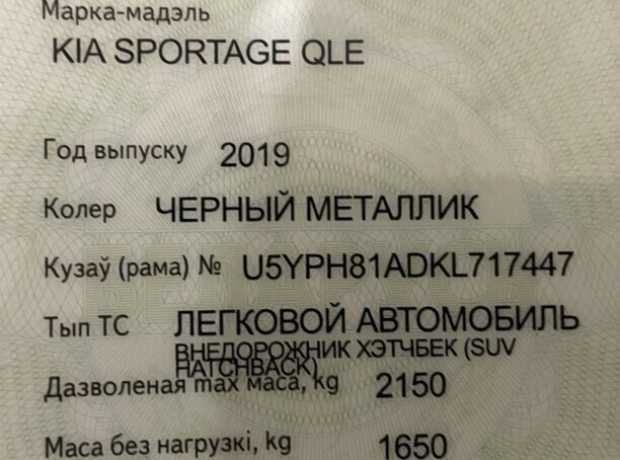 Марка-мадэль
KIA SPORTAGE QLE
Год выпуску 2019
Колер ЧЕРНЫЙ МЕТАЛЛИК
Кузаў (рама) № U5YPH81ADKL717447
Тып ТС ЛЕГКОВОЙ АВТОМОБИЛЬ
ВНЕДОРОЖНИК ХЭТЧБЕК (SUV
HATCHBACK)
Дазволеная max маса, kg 2150
Маса без нагрузкі, kg 1650